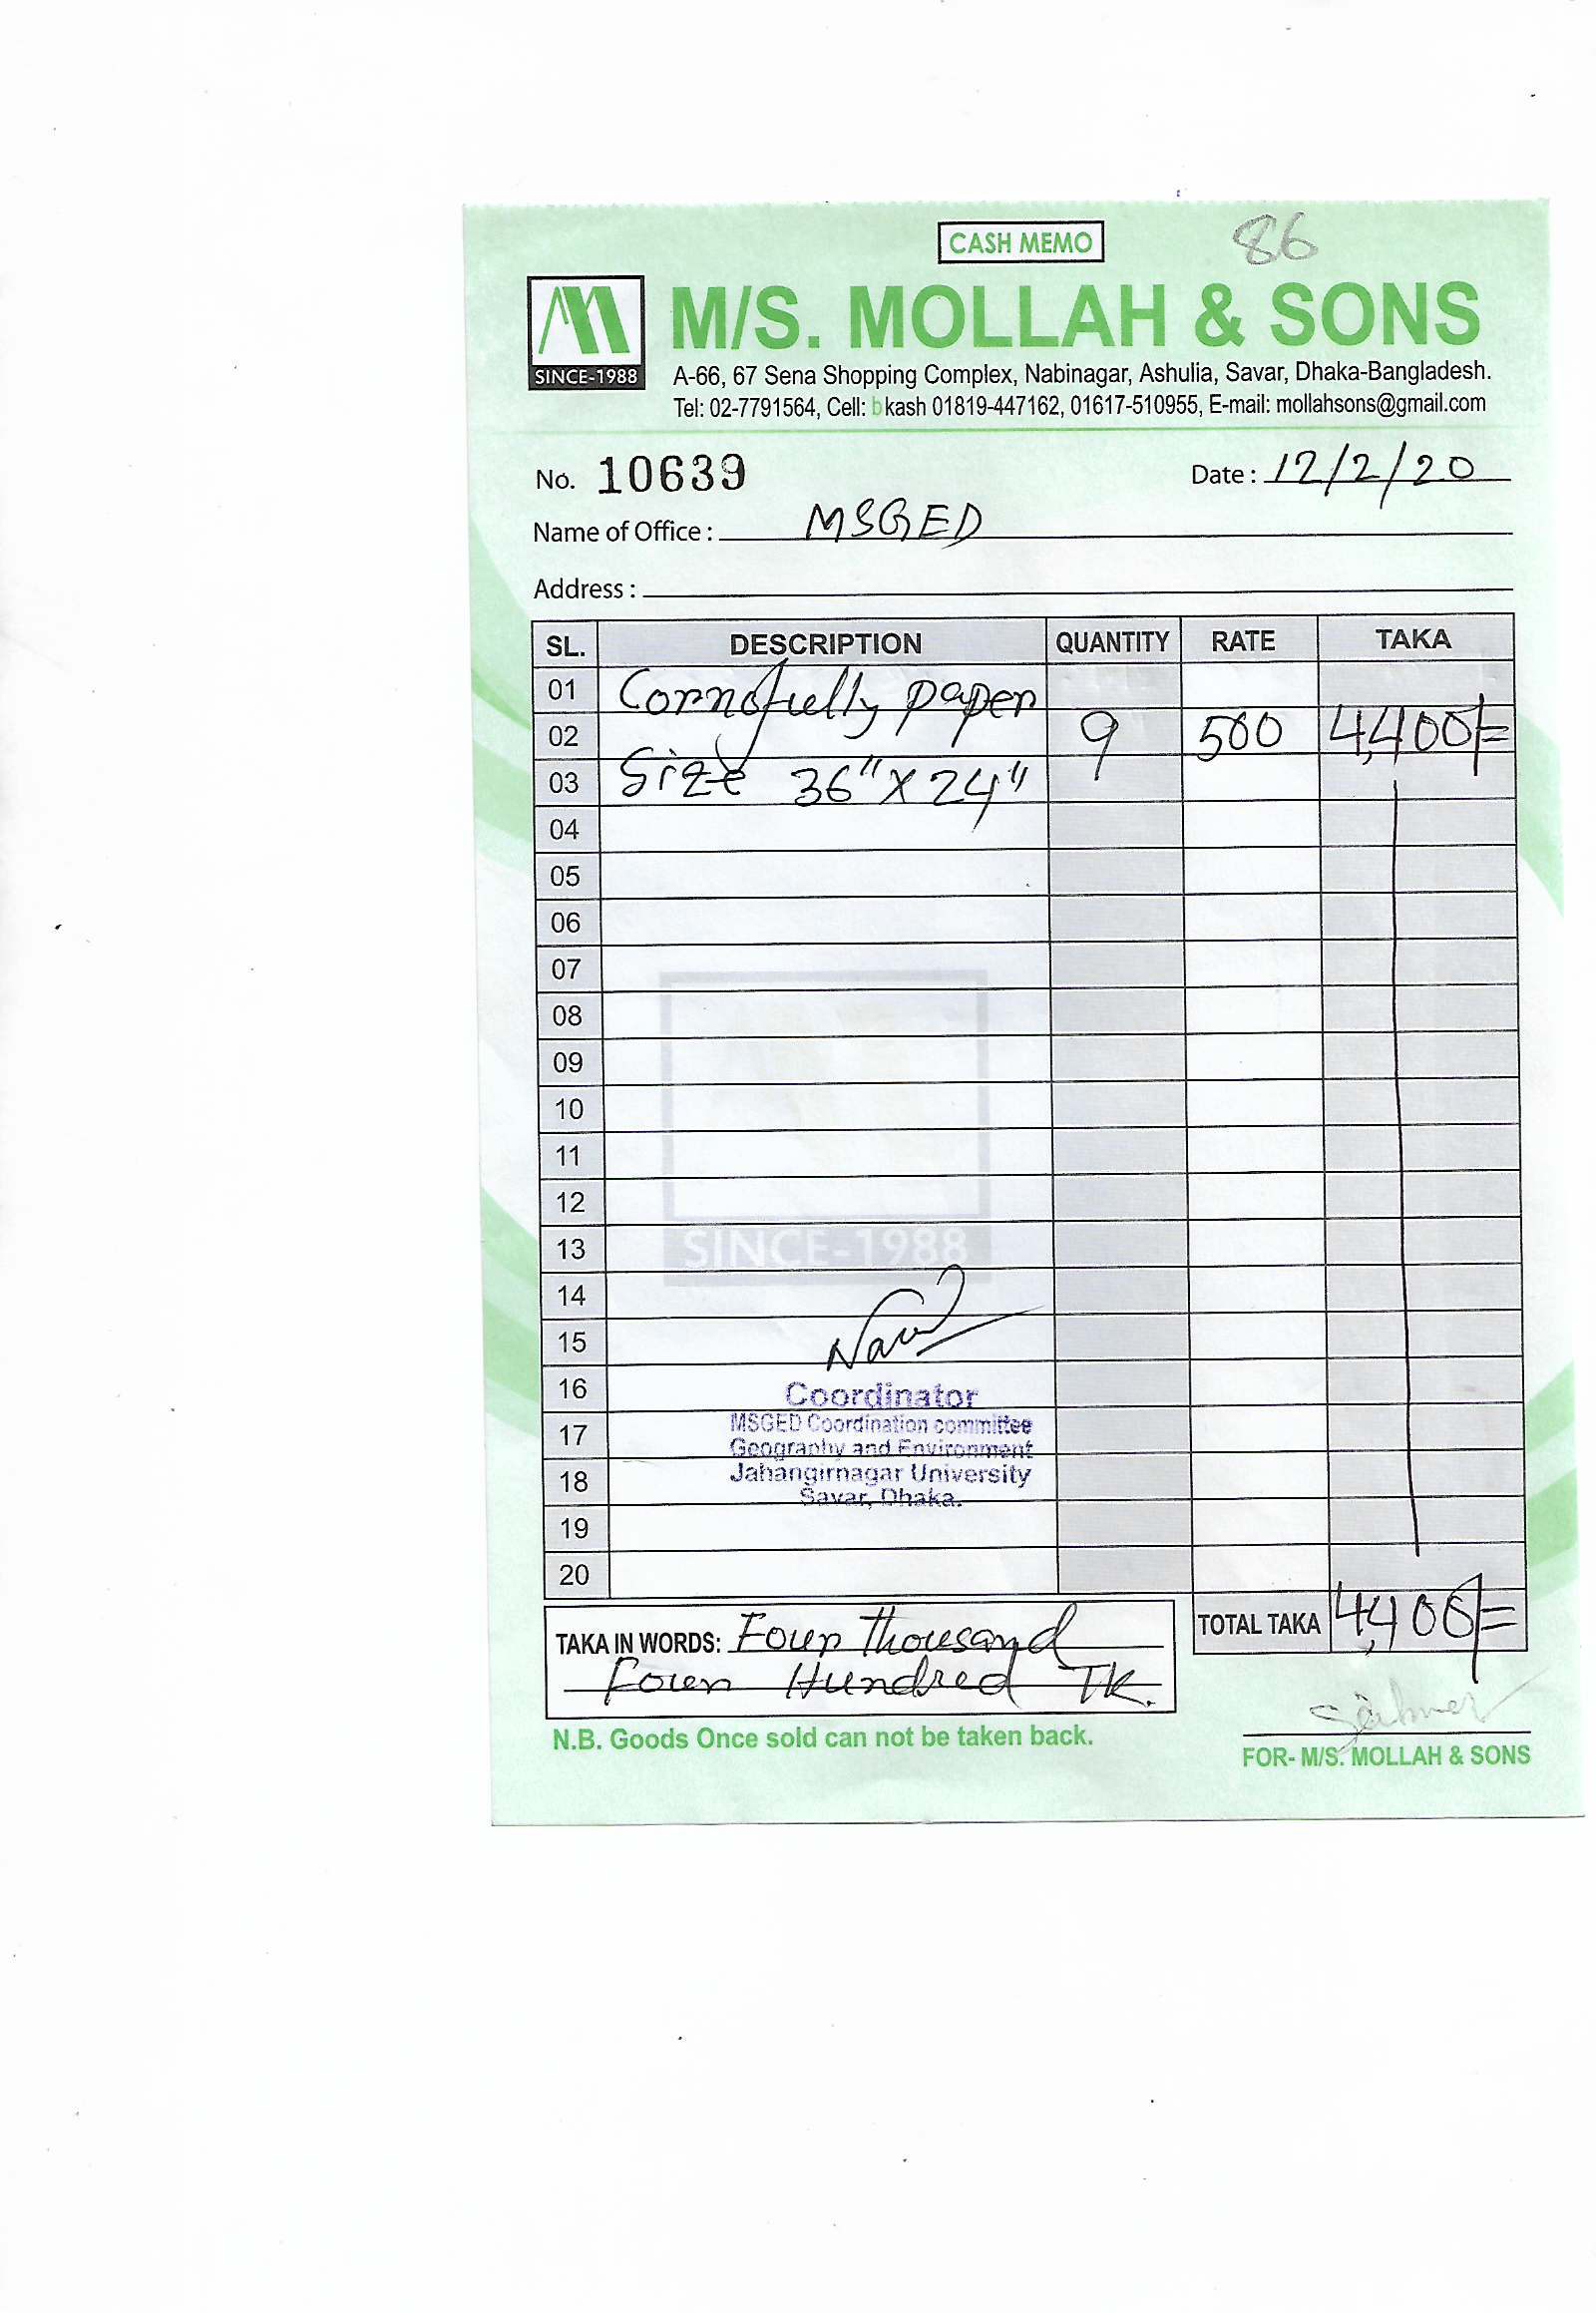 CASH MEMO
86
SINCE-1988
M/S. MOLLAH & SONS
A-66, 67 Sena Shopping Complex, Nabinagar, Ashulia, Savar, Dhaka-Bangladesh.
Tel: 02-7791564, Cell: bkash 01819-447162, 01617-510955, E-mail: mollahsons@gmail.com
No. 10639 Date : 12/2/20
Name of Office : MSGED
Address :
SL. DESCRIPTION QUANTITY RATE TAKA
01 Cornofully paper
02 9 500 4,400/=
03 Size 36" X 24"
04
05
06
07
08
09
10
11
12
13
SINCE-1988
14
15
16 Coordinator
17 MSGED Coordination committee
Geography and Environment
18 Jahangirnagar University
Savar, Dhaka.
19
20
TAKA IN WORDS: Four Thousand
Four Hundred TK.
TOTAL TAKA 4,400/=
N.B. Goods Once sold can not be taken back.
FOR- M/S. MOLLAH & SONS